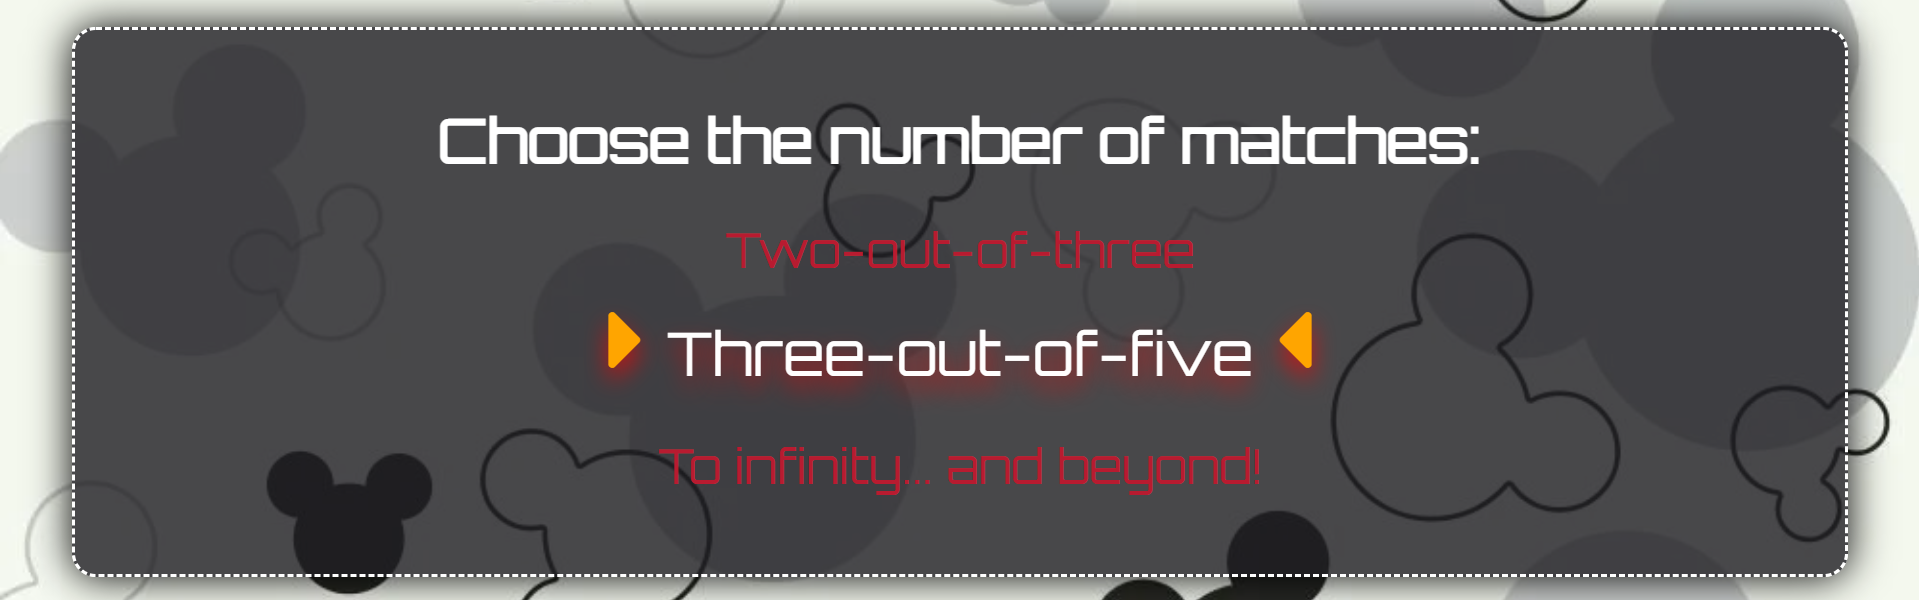 Choose the number of matches:
Two-out-of-three
Three-out-of-five
To infinity... and beyond!